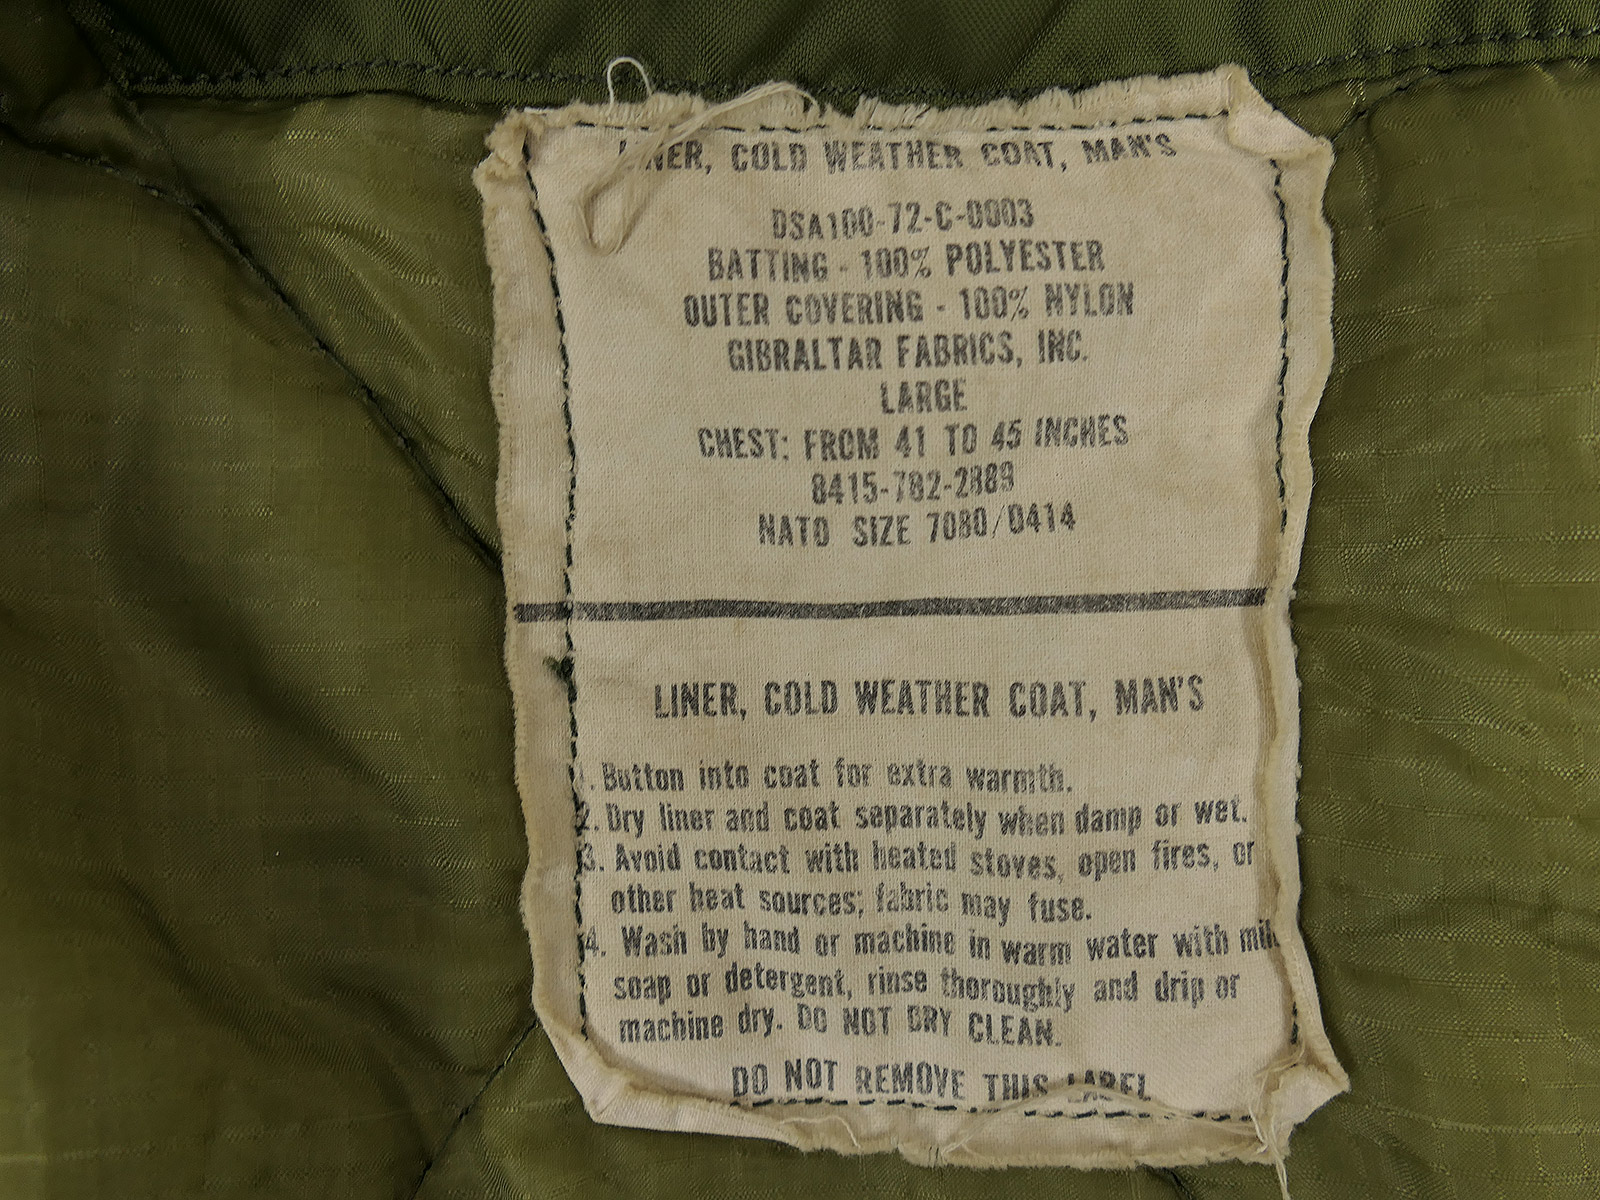 LINER, COLD WEATHER COAT, MAN'S
DSA100-72-C-0003
BATTING - 100% POLYESTER
OUTER COVERING - 100% NYLON
GIBRALTAR FABRICS, INC.
LARGE
CHEST: FROM 41 TO 45 INCHES
8415-782-2889
NATO SIZE 7080/0414
LINER, COLD WEATHER COAT, MAN'S
1. Button into coat for extra warmth.
2. Dry liner and coat separately when damp or wet.
3. Avoid contact with heated stoves, open fires, or
other heat sources; fabric may fuse.
4. Wash by hand or machine in warm water with mild
soap or detergent, rinse thoroughly and drip or
machine dry. DO NOT DRY CLEAN.
DO NOT REMOVE THIS LABEL